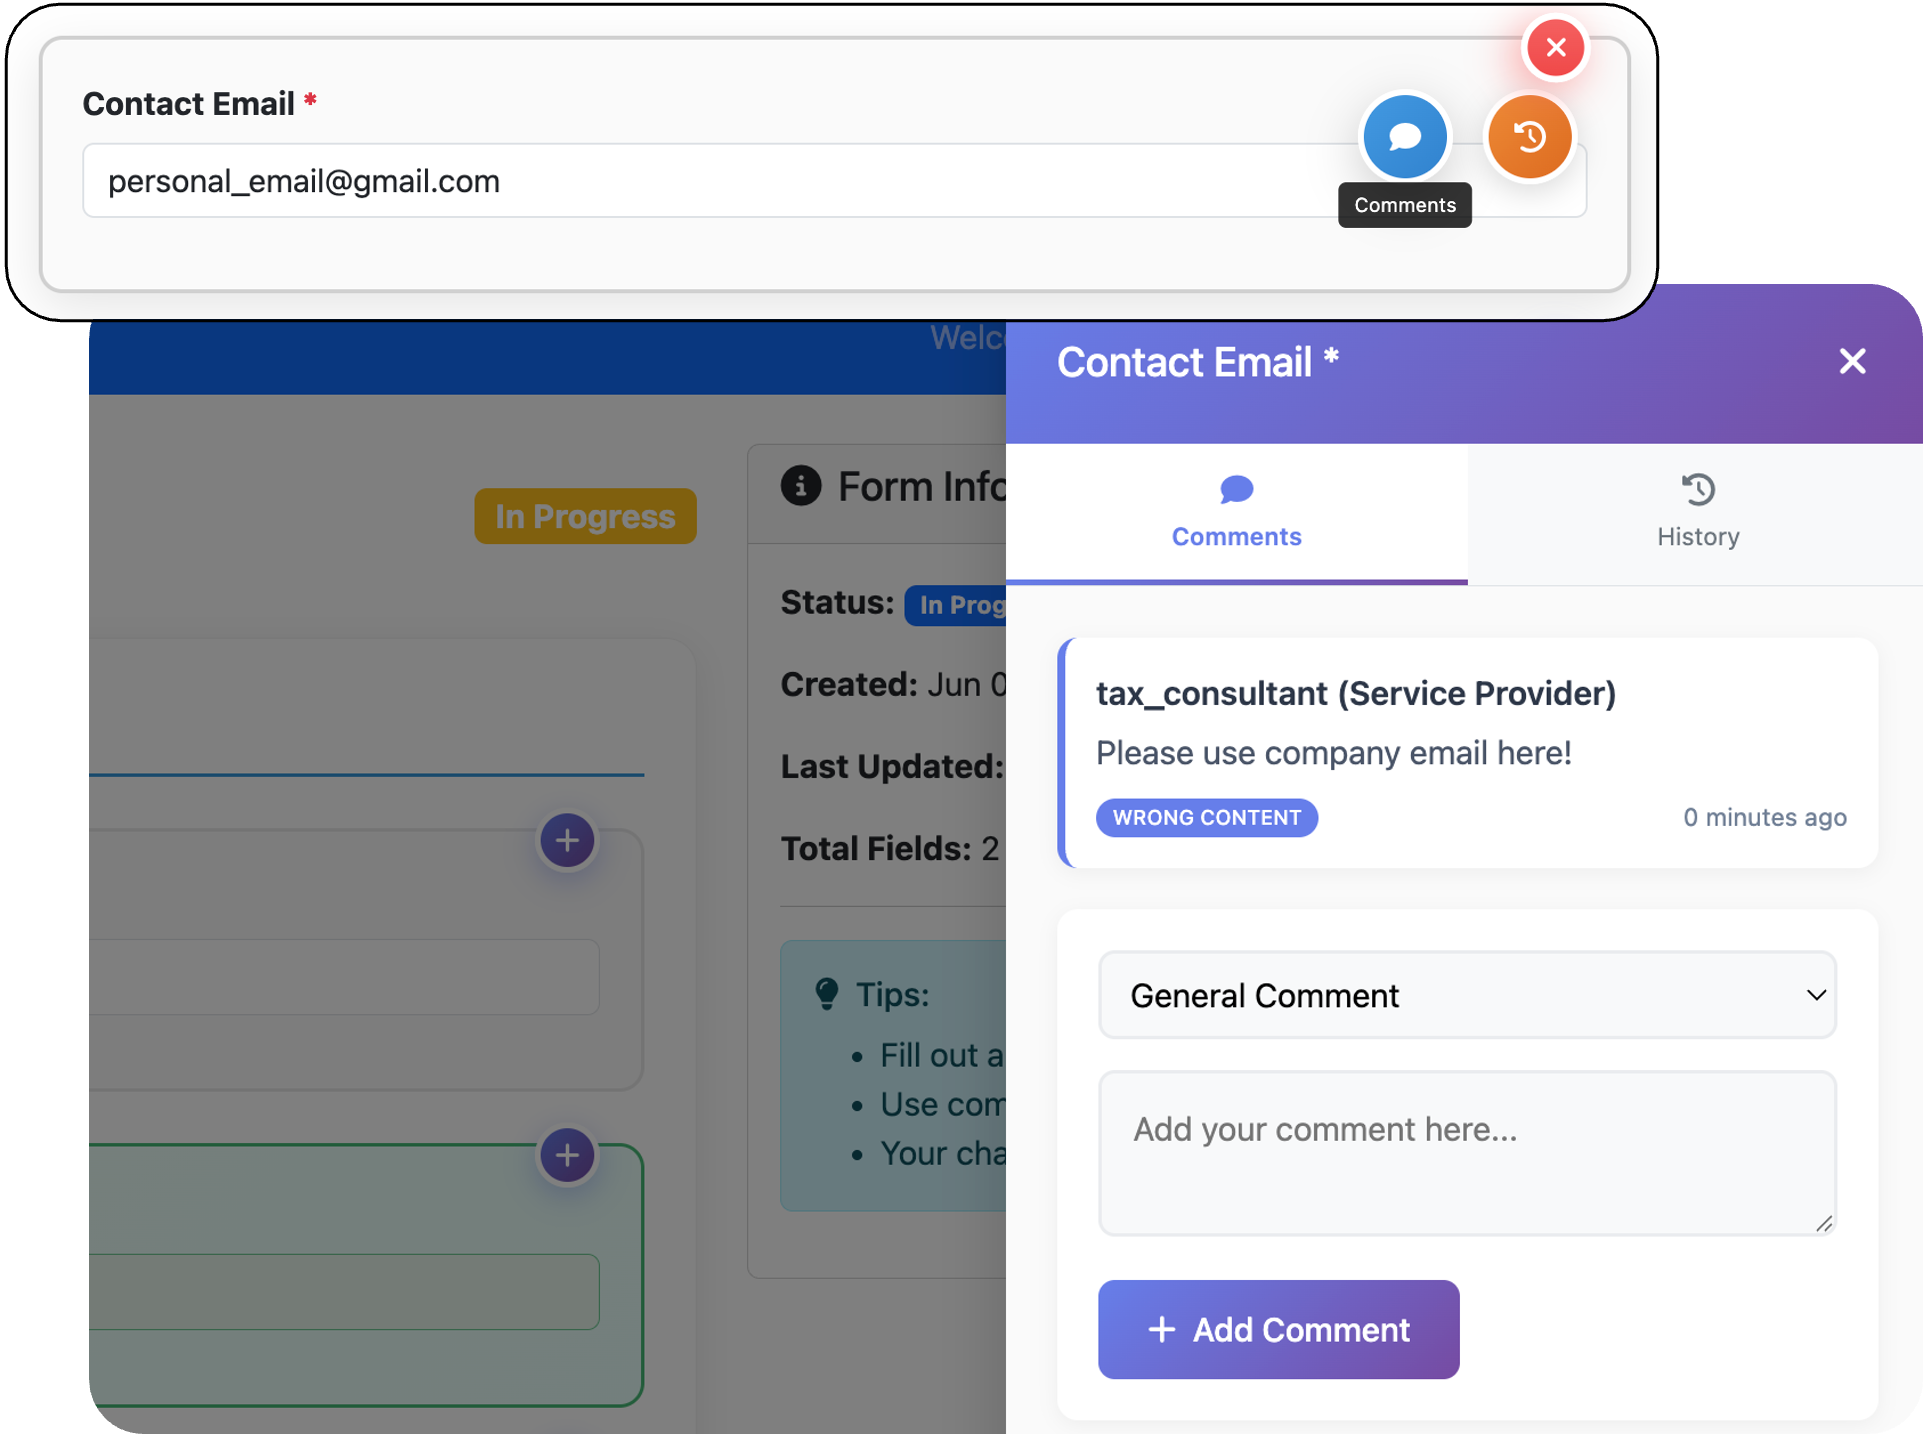 Contact Email *
personal_email@gmail.com
Comments
Contact Email *
Comments
History
In Progress
Form Info
Status: In Prog
Created: Jun
Last Updated:
Total Fields: 2
Tips:
• Fill out a
• Use com
• Your cha
tax_consultant (Service Provider)
Please use company email here!
WRONG CONTENT
0 minutes ago
General Comment
Add your comment here...
+ Add Comment